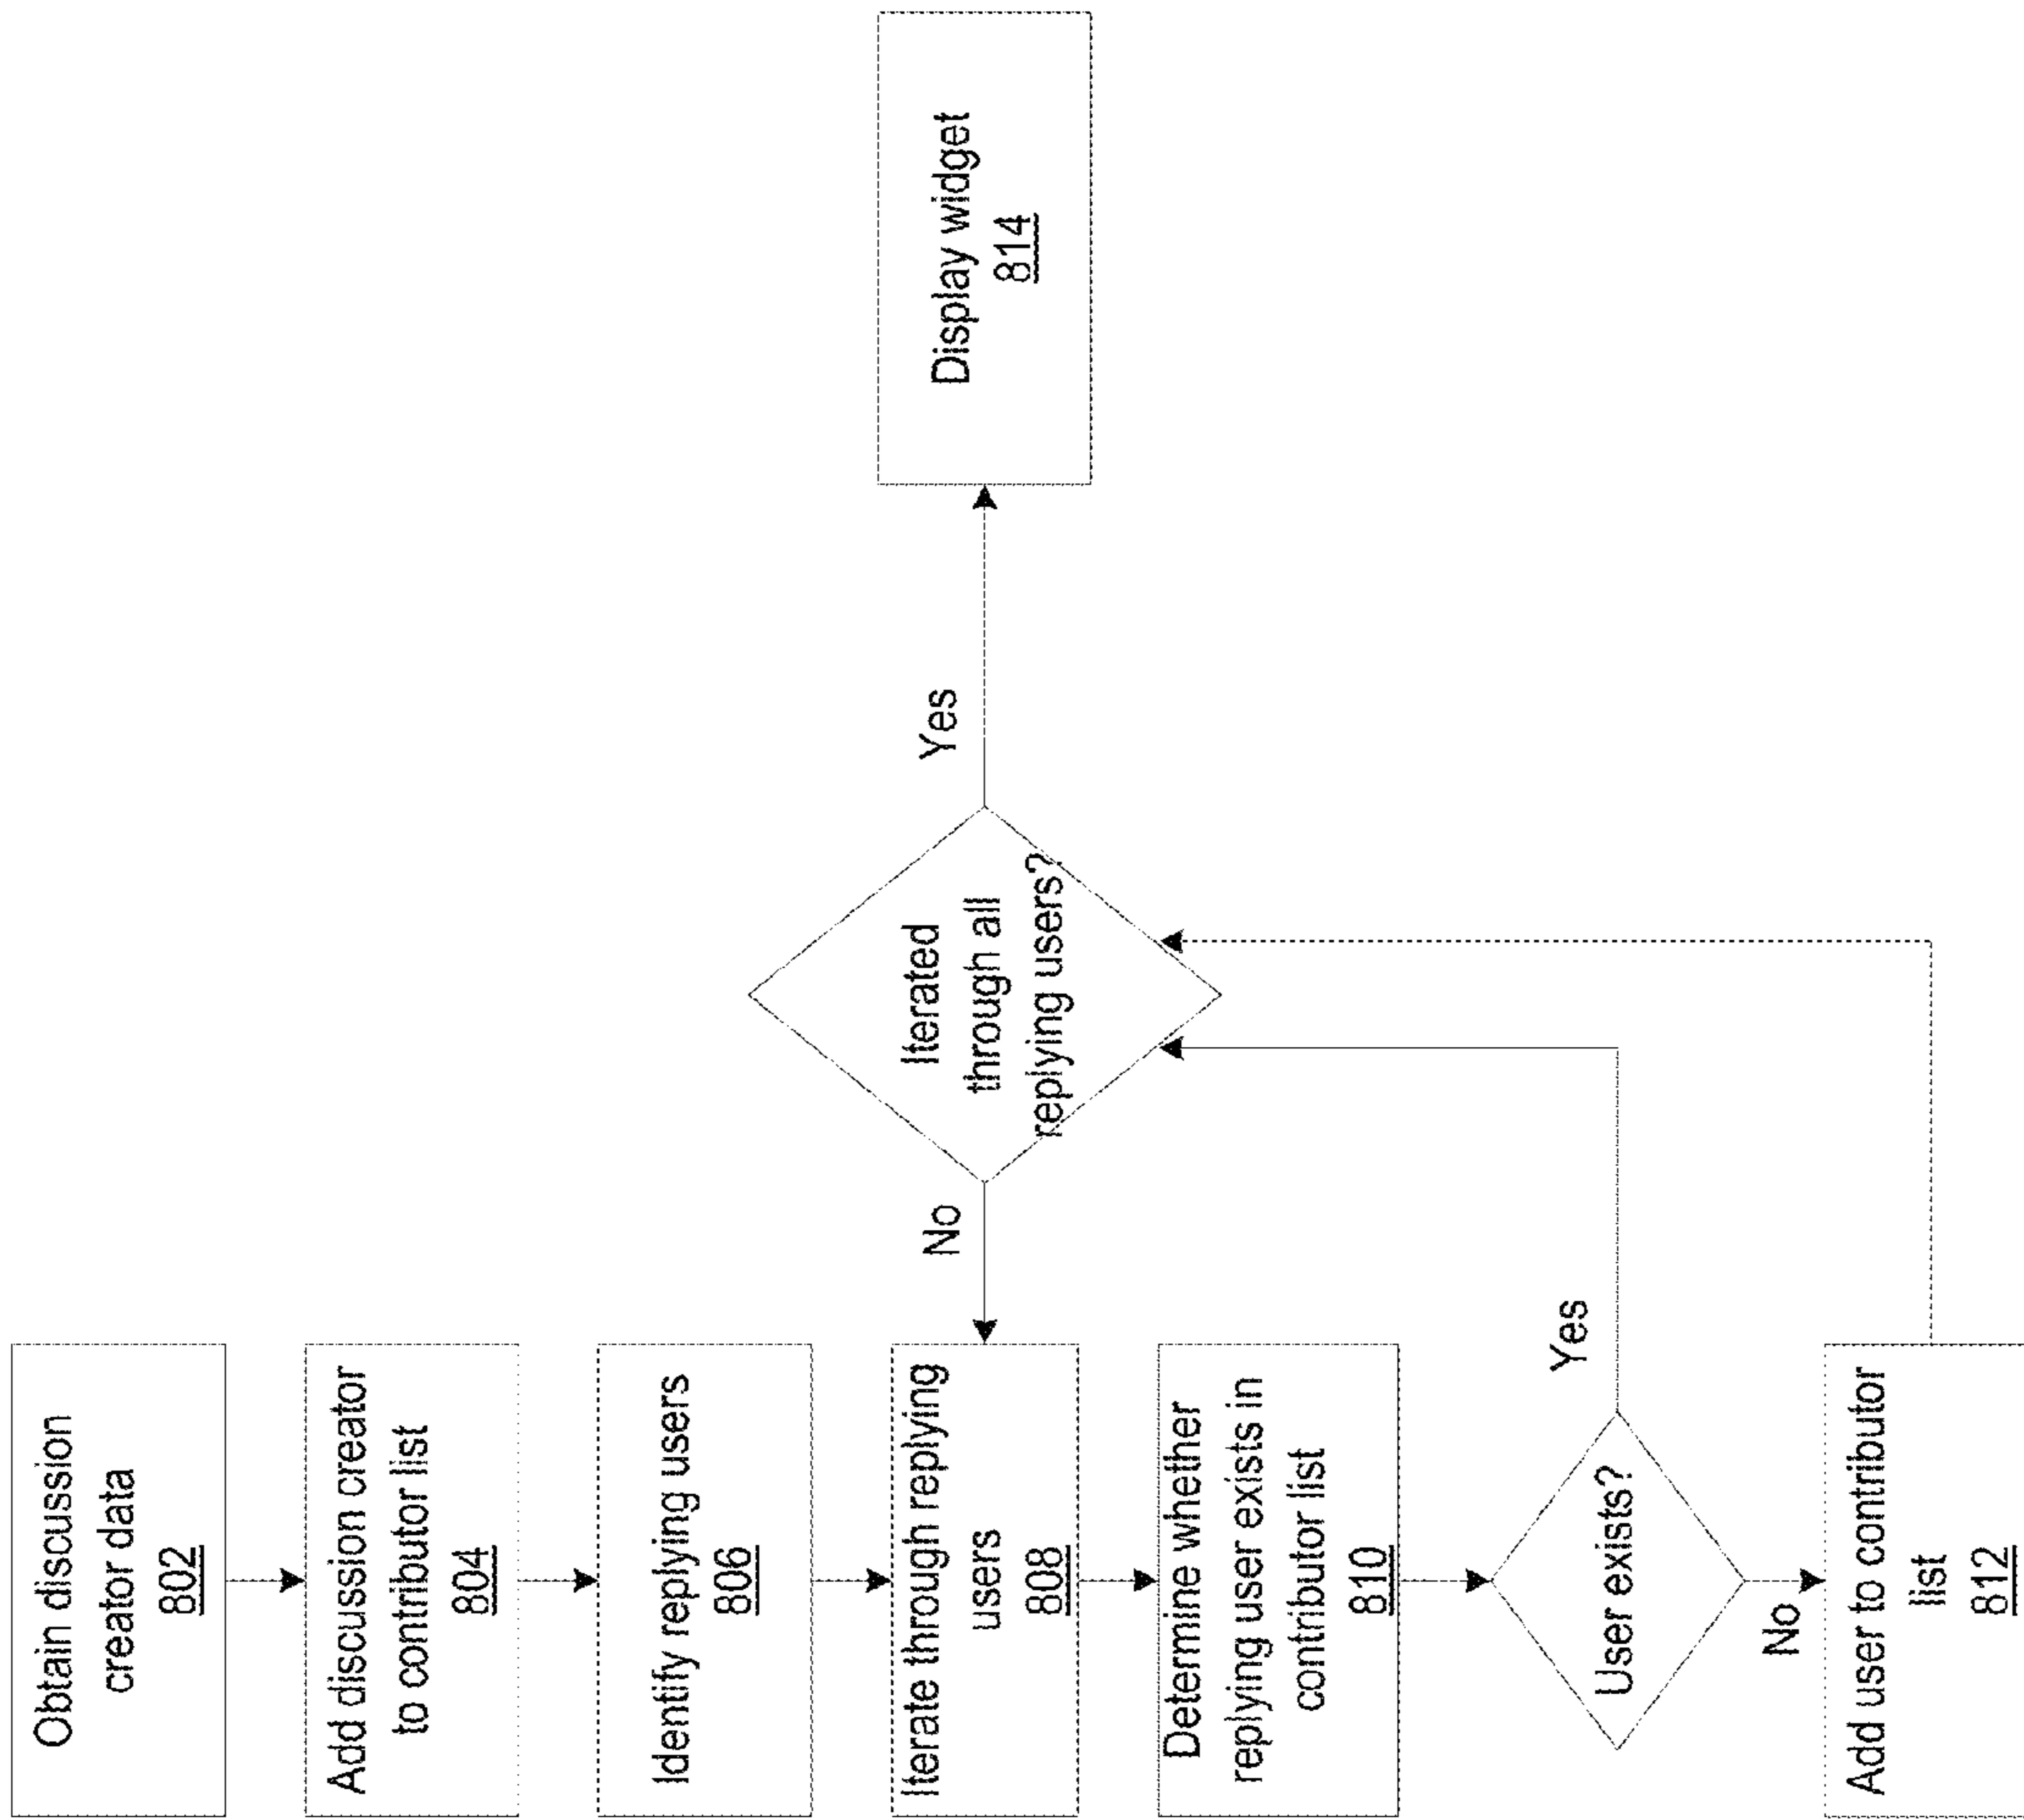 Obtain discussion
creator data
802
Add discussion creator
to contributor list
804
Identify replying users
806
Iterate through replying
users
808
Determine whether
replying user exists in
contributor list
810
User exists?
Yes
No
Add user to contributor
list
812
Iterated
through all
replying users?
No
Yes
Display widget
814